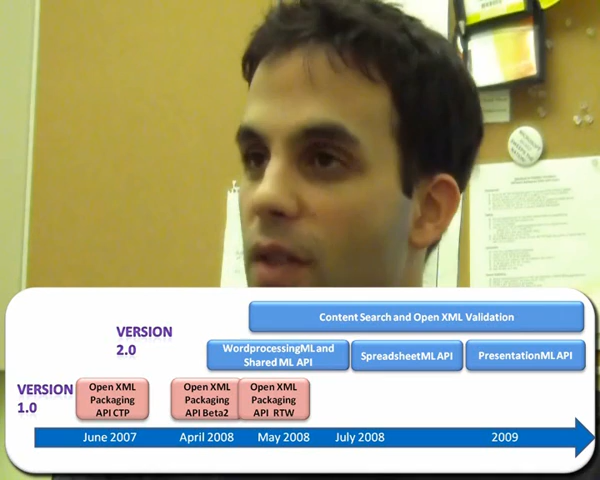 Content Search and Open XML Validation
VERSION
2.0
WordprocessingML and
Shared ML API
SpreadsheetML API
PresentationML API
VERSION
1.0
Open XML
Packaging
API CTP
Open XML
Packaging
API Beta2
Open XML
Packaging
API RTW
June 2007
April 2008
May 2008
July 2008
2009